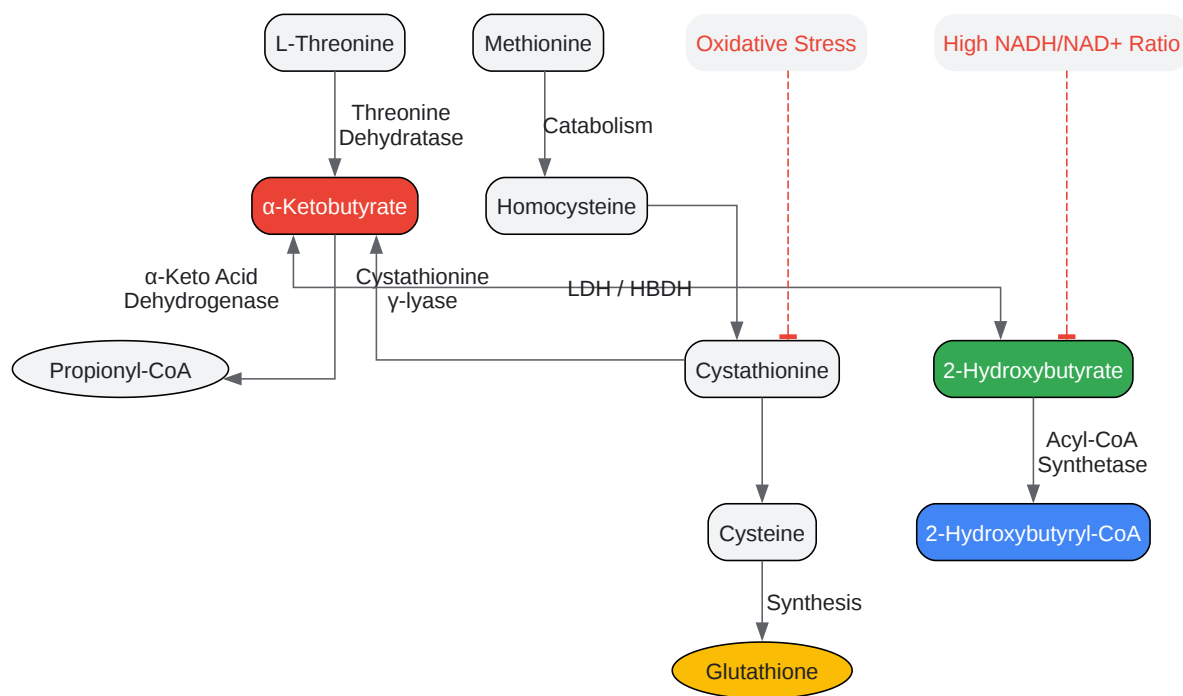 L-Threonine
Methionine
Oxidative Stress
High NADH/NAD+ Ratio
Threonine
Dehydratase
Catabolism
α-Ketobutyrate
Homocysteine
α-Keto Acid
Dehydrogenase
Cystathionine
γ-lyase
LDH / HBDH
Propionyl-CoA
Cystathionine
2-Hydroxybutyrate
Acyl-CoA
Synthetase
Cysteine
2-Hydroxybutyryl-CoA
Synthesis
Glutathione